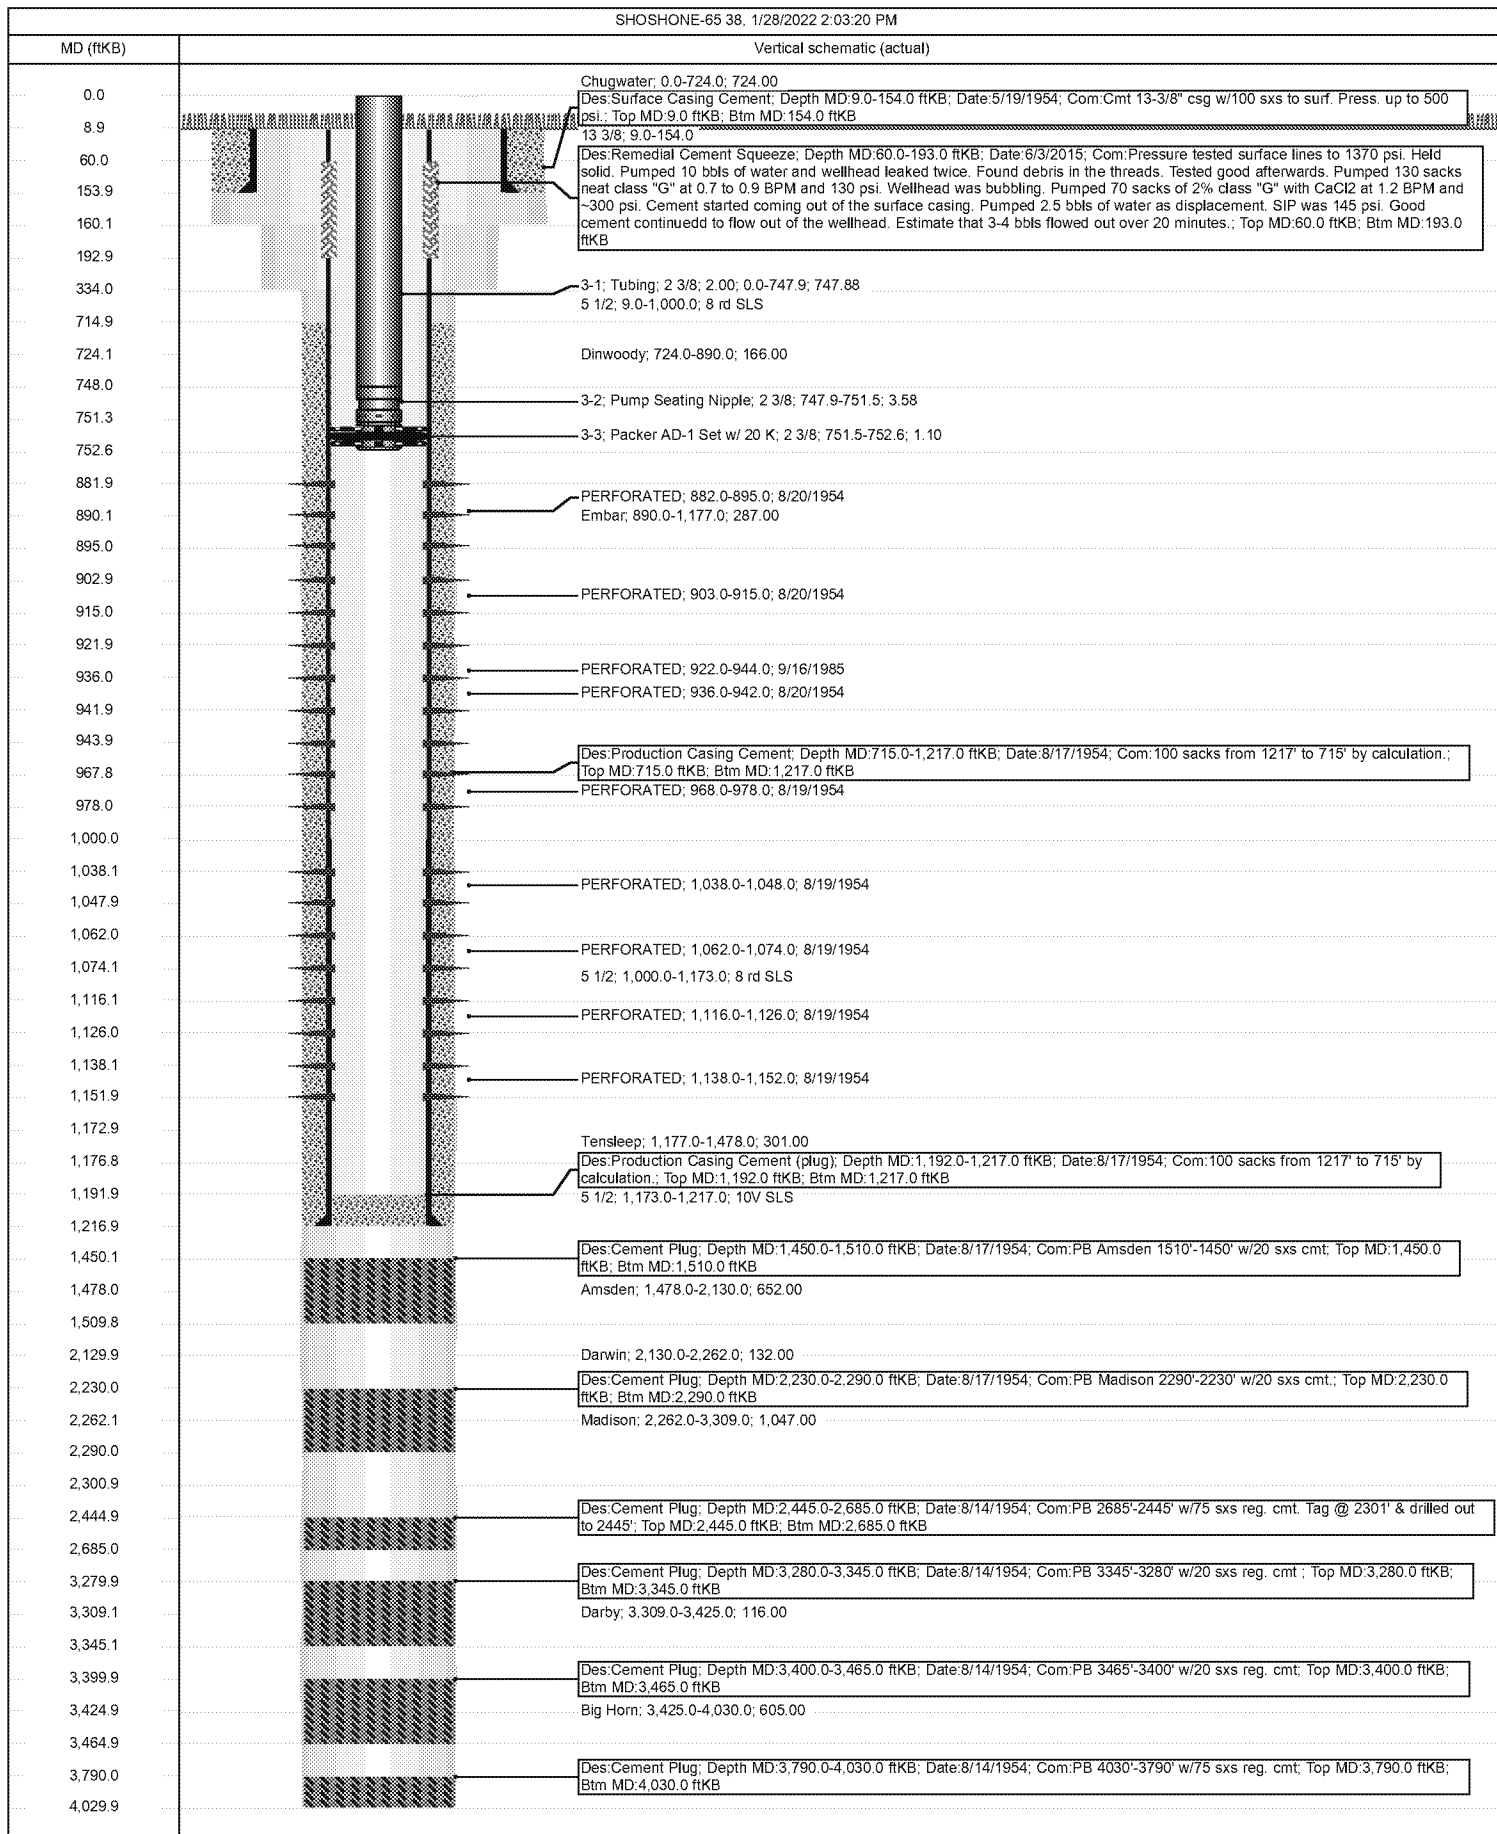 SHOSHONE-65 38, 1/28/2022 2:03:20 PM
MD (ftKB)
Vertical schematic (actual)
0.0
8.9
60.0
153.9
160.1
192.9
334.0
714.9
724.1
748.0
751.3
752.6
881.9
890.1
895.0
902.9
915.0
921.9
936.0
941.9
943.9
967.8
978.0
1,000.0
1,038.1
1,047.9
1,062.0
1,074.1
1,116.1
1,126.0
1,138.1
1,151.9
1,172.9
1,176.8
1,191.9
1,216.9
1,450.1
1,478.0
1,509.8
2,129.9
2,230.0
2,262.1
2,290.0
2,300.9
2,444.9
2,685.0
3,279.9
3,309.1
3,345.1
3,399.9
3,424.9
3,464.9
3,790.0
4,029.9
Chugwater; 0.0-724.0; 724.00
Des:Surface Casing Cement; Depth MD:9.0-154.0 ftKB; Date:5/19/1954; Com:Cmt 13-3/8" csg w/100 sxs to surf. Press. up to 500
psi.; Top MD:9.0 ftKB; Btm MD:154.0 ftKB
13 3/8; 9.0-154.0
Des:Remedial Cement Squeeze; Depth MD:60.0-193.0 ftKB; Date:6/3/2015; Com:Pressure tested surface lines to 1370 psi. Held
solid. Pumped 10 bbls of water and wellhead leaked twice. Found debris in the threads. Tested good afterwards. Pumped 130 sacks
neat class "G" at 0.7 to 0.9 BPM and 130 psi. Wellhead was bubbling. Pumped 70 sacks of 2% class "G" with CaCl2 at 1.2 BPM and
~300 psi. Cement started coming out of the surface casing. Pumped 2.5 bbls of water as displacement. SIP was 145 psi. Good
cement continuedd to flow out of the wellhead. Estimate that 3-4 bbls flowed out over 20 minutes.; Top MD:60.0 ftKB; Btm MD:193.0
ftKB
3-1; Tubing; 2 3/8; 2.00; 0.0-747.9; 747.88
5 1/2; 9.0-1,000.0; 8 rd SLS
Dinwoody; 724.0-890.0; 166.00
3-2; Pump Seating Nipple; 2 3/8; 747.9-751.5; 3.58
3-3; Packer AD-1 Set w/ 20 K; 2 3/8; 751.5-752.6; 1.10
PERFORATED; 882.0-895.0; 8/20/1954
Embar; 890.0-1,177.0; 287.00
PERFORATED; 903.0-915.0; 8/20/1954
PERFORATED; 922.0-944.0; 9/16/1985
PERFORATED; 936.0-942.0; 8/20/1954
Des:Production Casing Cement; Depth MD:715.0-1,217.0 ftKB; Date:8/17/1954; Com:100 sacks from 1217' to 715' by calculation.;
Top MD:715.0 ftKB; Btm MD:1,217.0 ftKB
PERFORATED; 968.0-978.0; 8/19/1954
PERFORATED; 1,038.0-1,048.0; 8/19/1954
PERFORATED; 1,062.0-1,074.0; 8/19/1954
5 1/2; 1,000.0-1,173.0; 8 rd SLS
PERFORATED; 1,116.0-1,126.0; 8/19/1954
PERFORATED; 1,138.0-1,152.0; 8/19/1954
Tensleep; 1,177.0-1,478.0; 301.00
Des:Production Casing Cement (plug); Depth MD:1,192.0-1,217.0 ftKB; Date:8/17/1954; Com:100 sacks from 1217' to 715' by
calculation.; Top MD:1,192.0 ftKB; Btm MD:1,217.0 ftKB
5 1/2; 1,173.0-1,217.0; 10V SLS
Des:Cement Plug; Depth MD:1,450.0-1,510.0 ftKB; Date:8/17/1954; Com:PB Amsden 1510'-1450' w/20 sxs cmt; Top MD:1,450.0
ftKB; Btm MD:1,510.0 ftKB
Amsden; 1,478.0-2,130.0; 652.00
Darwin; 2,130.0-2,262.0; 132.00
Des:Cement Plug; Depth MD:2,230.0-2,290.0 ftKB; Date:8/17/1954; Com:PB Madison 2290'-2230' w/20 sxs cmt.; Top MD:2,230.0
ftKB; Btm MD:2,290.0 ftKB
Madison; 2,262.0-3,309.0; 1,047.00
Des:Cement Plug; Depth MD:2,445.0-2,685.0 ftKB; Date:8/14/1954; Com:PB 2685'-2445' w/75 sxs reg. cmt. Tag @ 2301' & drilled out
to 2445'; Top MD:2,445.0 ftKB; Btm MD:2,685.0 ftKB
Des:Cement Plug; Depth MD:3,280.0-3,345.0 ftKB; Date:8/14/1954; Com:PB 3345'-3280' w/20 sxs reg. cmt ; Top MD:3,280.0 ftKB;
Btm MD:3,345.0 ftKB
Darby; 3,309.0-3,425.0; 116.00
Des:Cement Plug; Depth MD:3,400.0-3,465.0 ftKB; Date:8/14/1954; Com:PB 3465'-3400' w/20 sxs reg. cmt; Top MD:3,400.0 ftKB;
Btm MD:3,465.0 ftKB
Big Horn; 3,425.0-4,030.0; 605.00
Des:Cement Plug; Depth MD:3,790.0-4,030.0 ftKB; Date:8/14/1954; Com:PB 4030'-3790' w/75 sxs reg. cmt; Top MD:3,790.0 ftKB;
Btm MD:4,030.0 ftKB